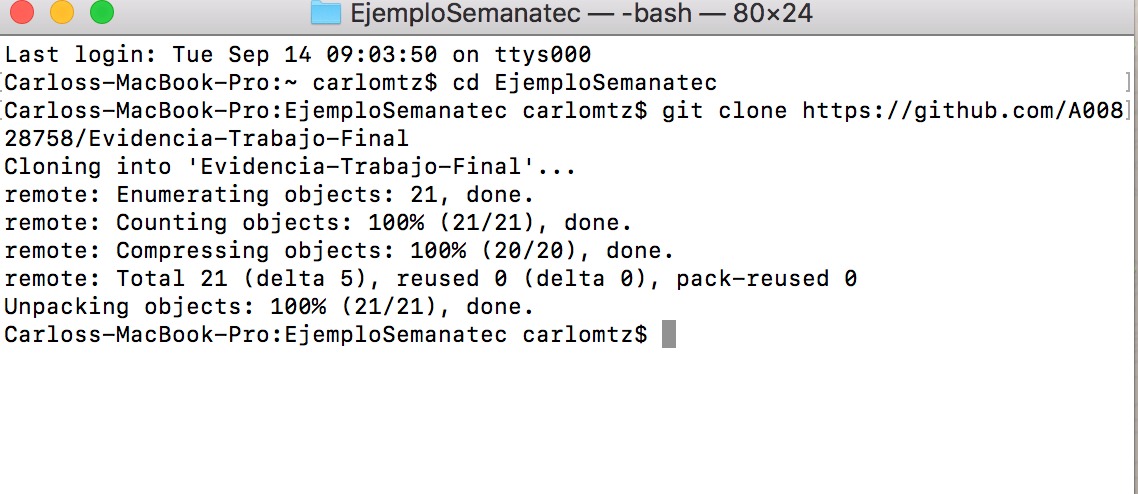 EjemploSemanatec — -bash — 80×24
Last login: Tue Sep 14 09:03:50 on ttys000
[Carloss-MacBook-Pro:~ carlomtz$ cd EjemploSemanatec ]
[Carloss-MacBook-Pro:EjemploSemanatec carlomtz$ git clone https://github.com/A008]
28758/Evidencia-Trabajo-Final
Cloning into 'Evidencia-Trabajo-Final'...
remote: Enumerating objects: 21, done.
remote: Counting objects: 100% (21/21), done.
remote: Compressing objects: 100% (20/20), done.
remote: Total 21 (delta 5), reused 0 (delta 0), pack-reused 0
Unpacking objects: 100% (21/21), done.
Carloss-MacBook-Pro:EjemploSemanatec carlomtz$